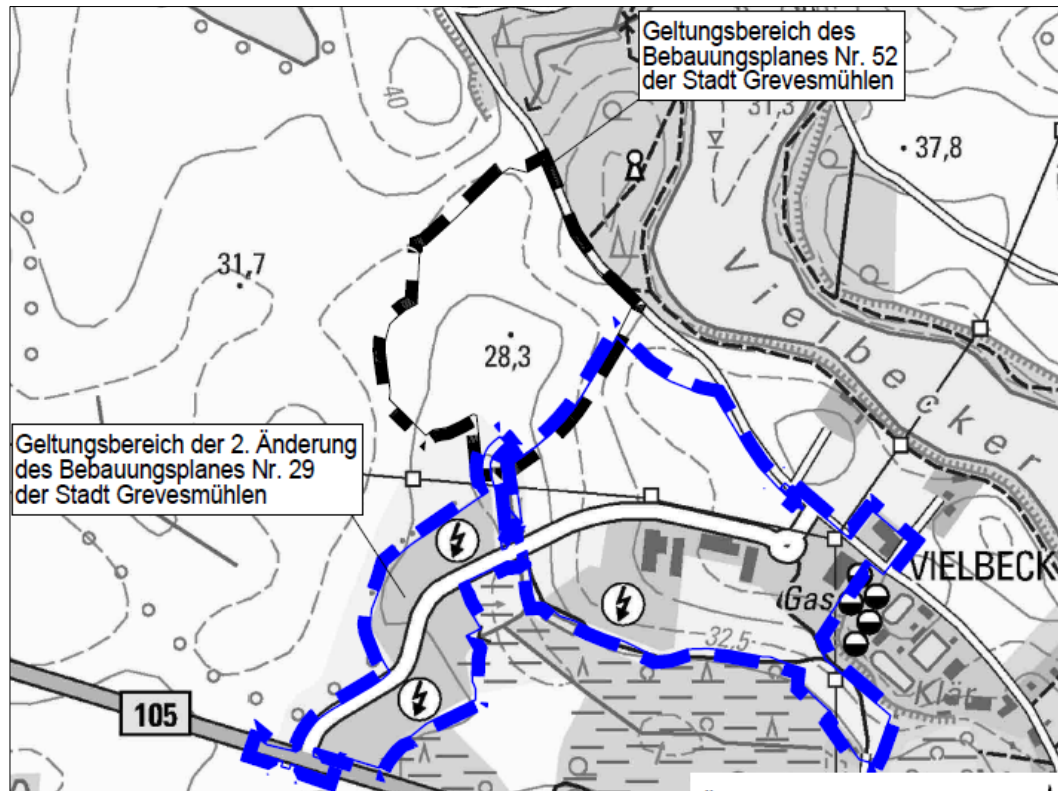 Geltungsbereich des
Bebauungsplanes Nr. 52
der Stadt Grevesmühlen
40
31,3
37,8
31,7
28,3
Vielbecker
Geltungsbereich der 2. Änderung
des Bebauungsplanes Nr. 29
der Stadt Grevesmühlen
VIELBECK
Gas
32,5
Klär
105